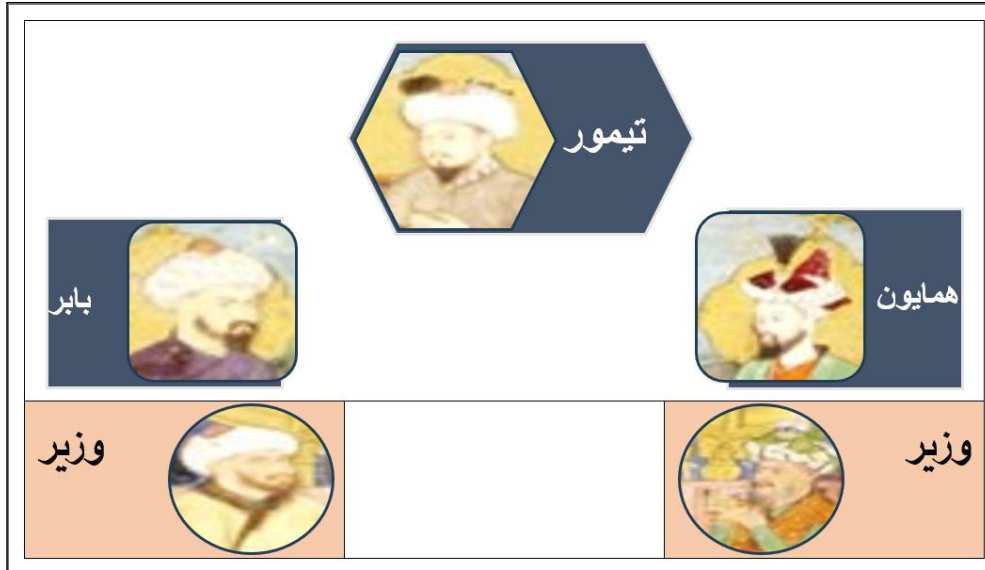 تیمور
همایون
بابر
وزیر
وزیر